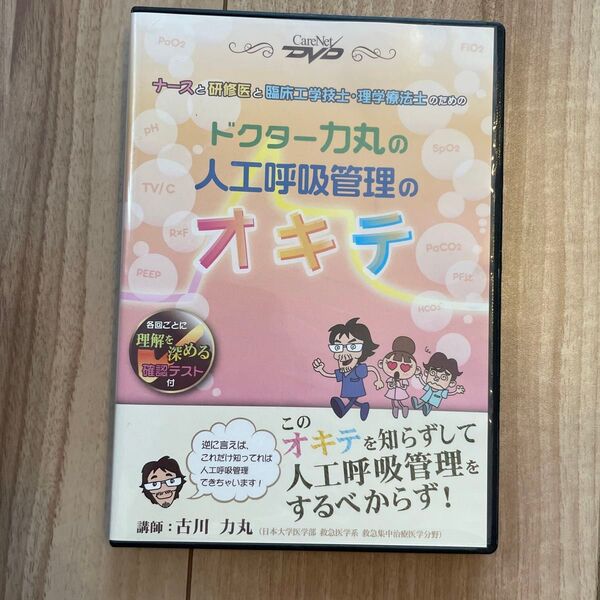 CareNet
DVD
PaO2
FiO2
ナースと研修医と臨床工学技士・理学療法士のための
ドクター力丸の
人工呼吸管理の
オキテ
pH
SpO2
TV/C
R×F
PaCO2
PEEP
PF比
HCO3⁻
各回ごとに
理解を
深める
確認テスト
付
このオキテを知らずして
人工呼吸管理を
するべからず!
逆に言えば、
これだけ知ってれば
人工呼吸管理
できちゃいます!
講師:古川 力丸(日本大学医学部 救急医学系 救急集中治療医学分野)